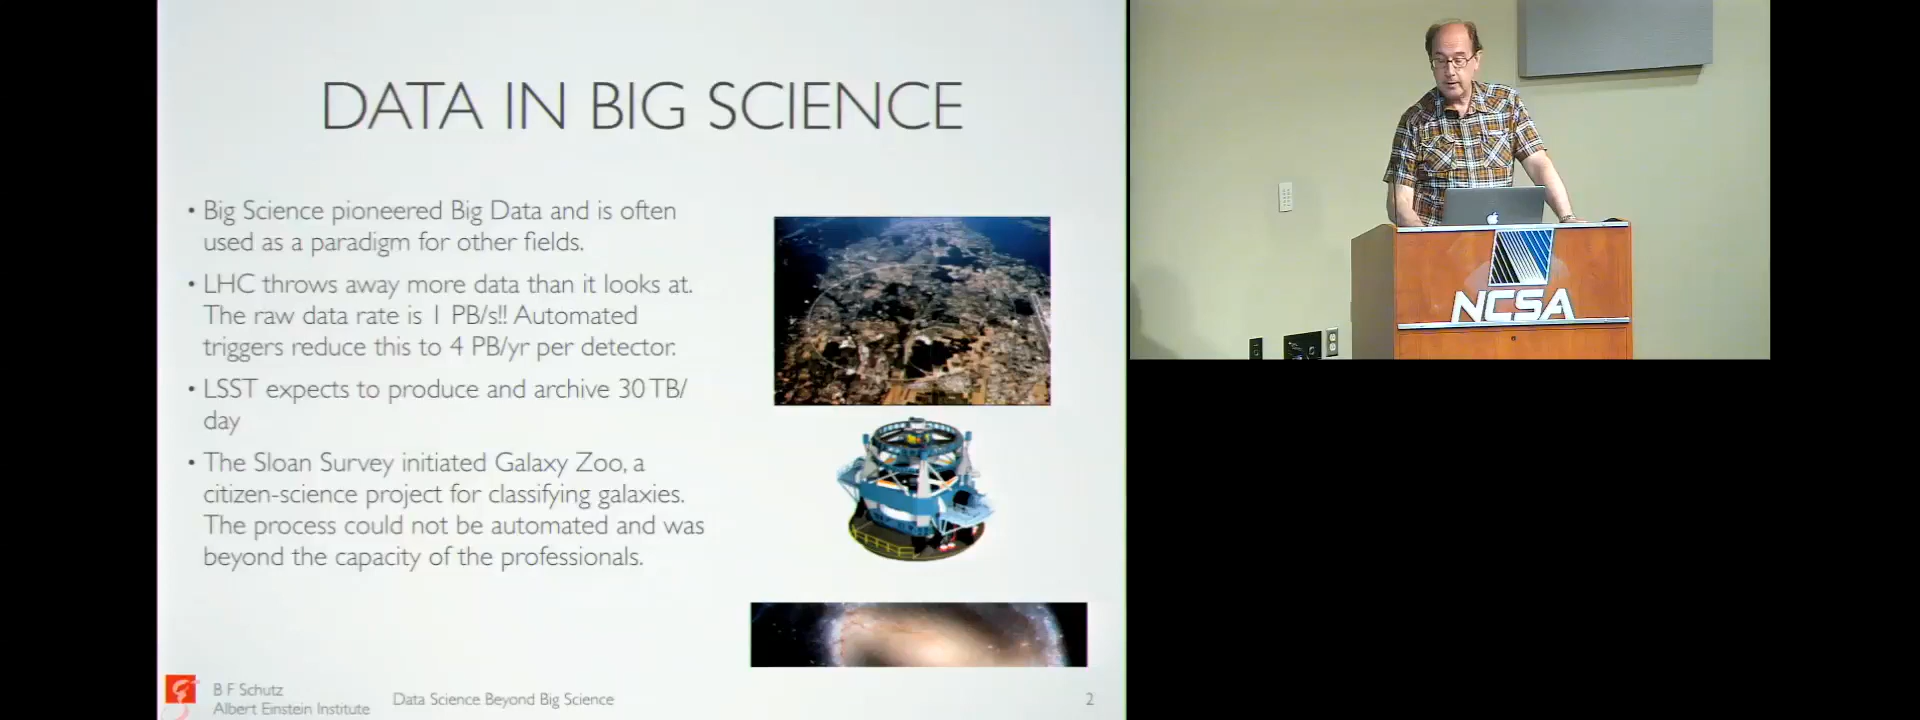 DATA IN BIG SCIENCE
• Big Science pioneered Big Data and is often
used as a paradigm for other fields.
• LHC throws away more data than it looks at.
The raw data rate is 1 PB/s!! Automated
triggers reduce this to 4 PB/yr per detector.
• LSST expects to produce and archive 30 TB/
day
• The Sloan Survey initiated Galaxy Zoo, a
citizen-science project for classifying galaxies.
The process could not be automated and was
beyond the capacity of the professionals.
B F Schutz
Albert Einstein Institute
Data Science Beyond Big Science
2
NCSA